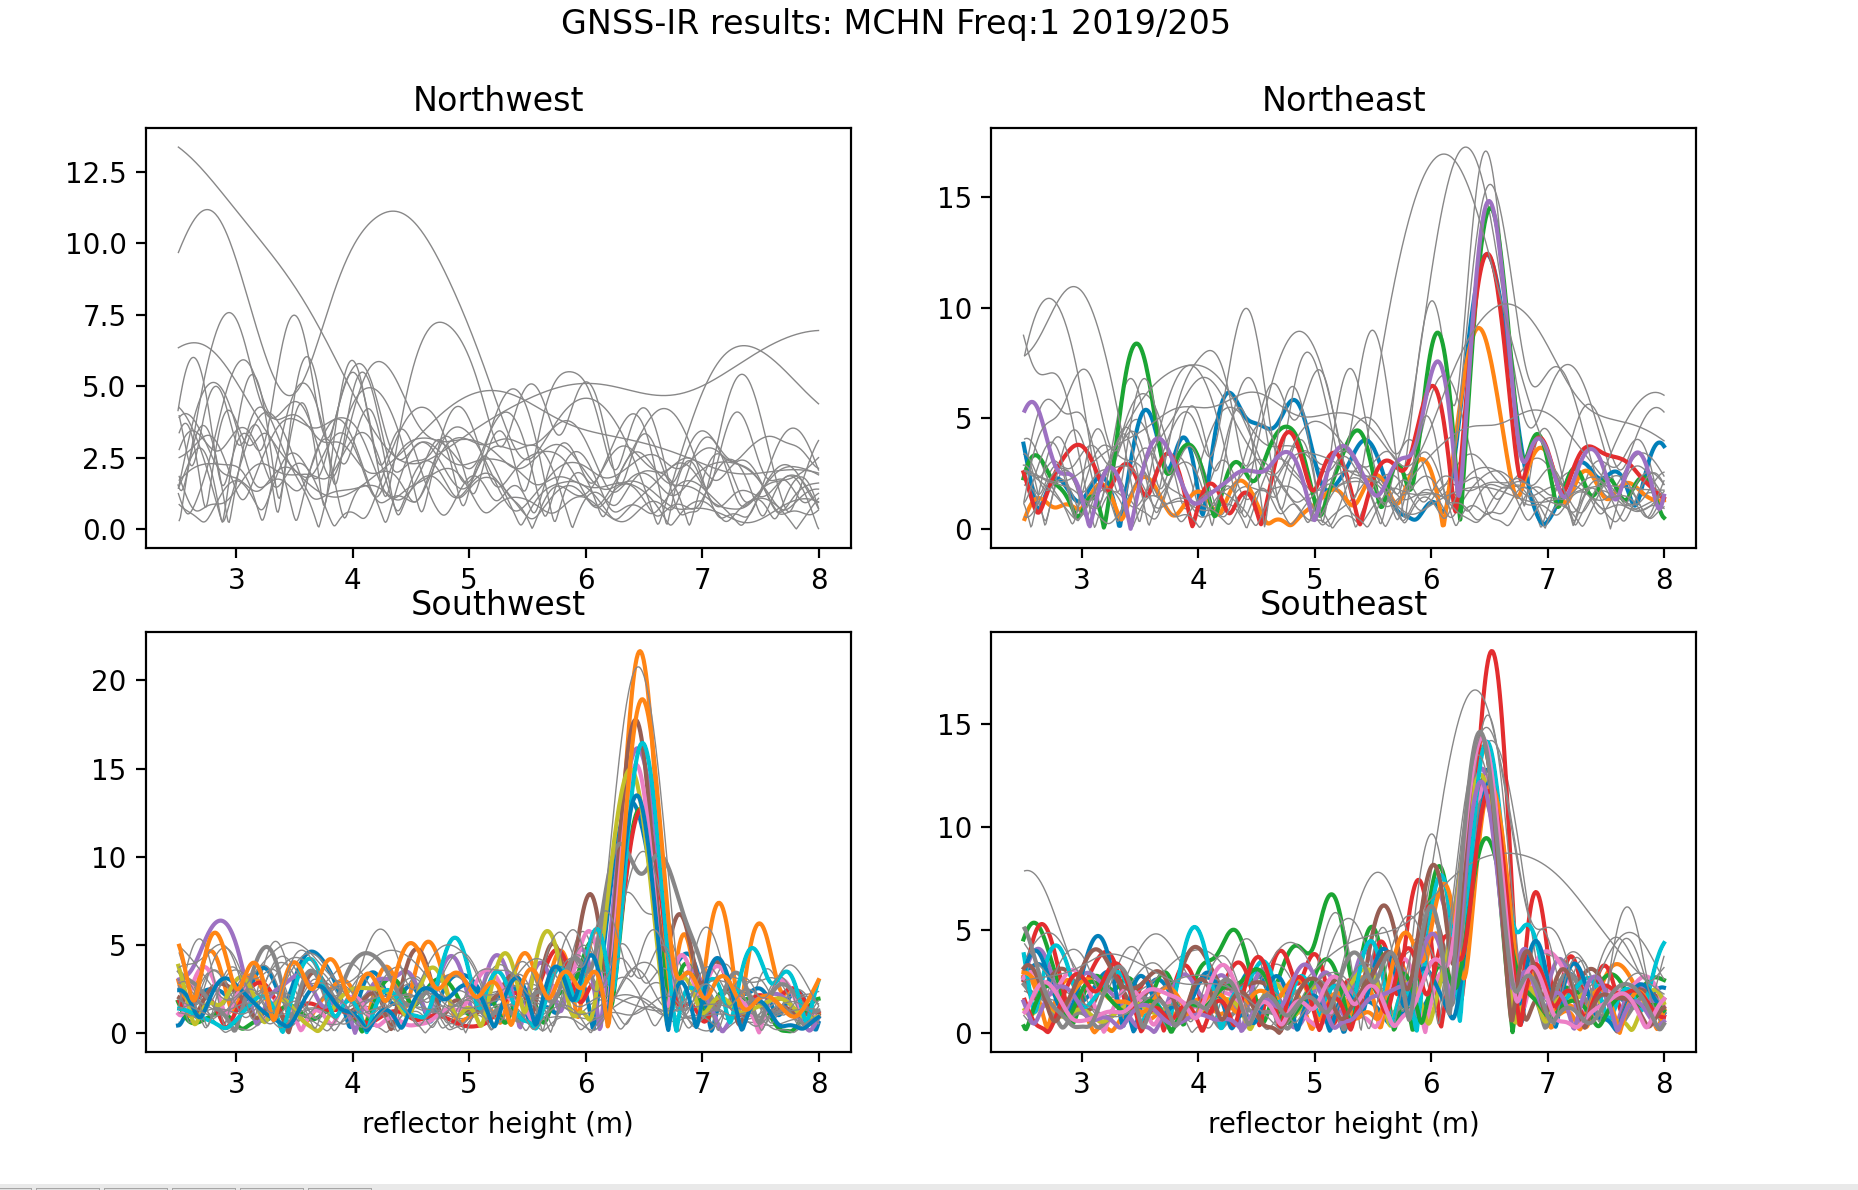 GNSS-IR results: MCHN Freq:1 2019/205
Northwest
12.5
10.0
7.5
5.0
2.5
0.0
3 4 5 6 7 8
Northeast
15
10
5
0
3 4 5 6 7 8
Southwest
20
15
10
5
0
3 4 5 6 7 8
reflector height (m)
Southeast
15
10
5
0
3 4 5 6 7 8
reflector height (m)